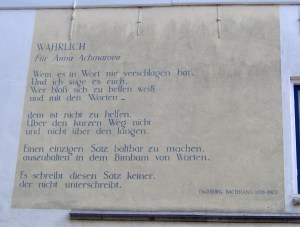 WAHRLICH
Für Anna Achmatova
Wem es in Wort nie verschlagen hat,
Und ich sage es euch,
Wer bloß sich zu helfen weiß
und mit den Worten –
dem ist nicht zu helfen.
Über den kurzen Weg nicht
und nicht über den langen.
Einen einzigen Satz haltbar zu machen,
auszuhalten in dem Bimbam von Worten.
Es schreibt diesen Satz keiner,
der nicht unterschreibt.
INGEBORG BACHMANN